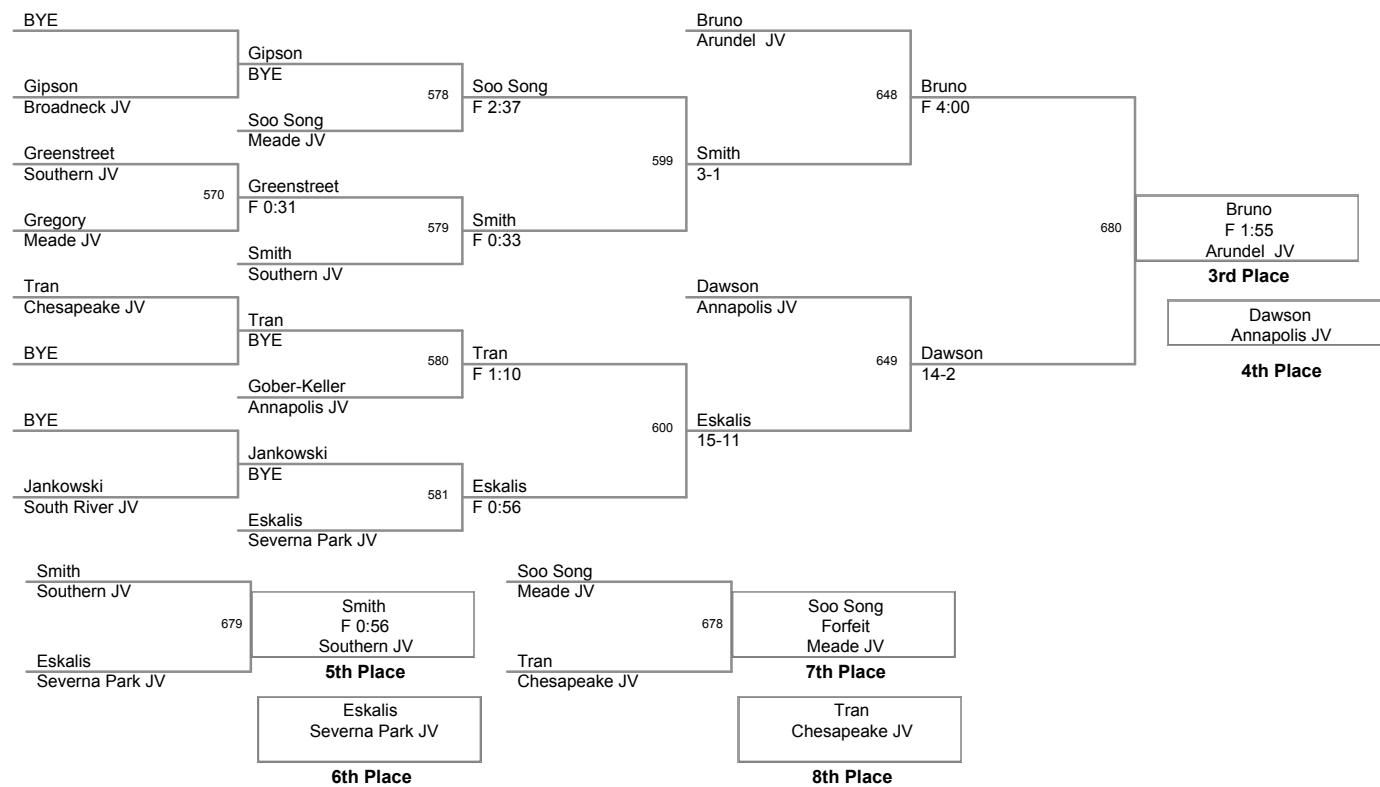 BYE
Gipson
Broadneck JV
Greenstreet
Southern JV
570
Gregory
Meade JV
Tran
Chesapeake JV
BYE
BYE
Jankowski
South River JV
Gipson
BYE
578
Soo Song
Meade JV
Greenstreet
F 0:31
579
Smith
Southern JV
Tran
BYE
580
Gober-Keller
Annapolis JV
Jankowski
BYE
581
Eskalis
Severna Park JV
Soo Song
F 2:37
599
Smith
F 0:33
Tran
F 1:10
600
Eskalis
F 0:56
Bruno
Arundel JV
648
Smith
3-1
Dawson
Annapolis JV
649
Eskalis
15-11
Bruno
F 4:00
680
Dawson
14-2
Bruno
F 1:55
Arundel JV
3rd Place
Dawson
Annapolis JV
4th Place
Smith
Southern JV
679
Eskalis
Severna Park JV
Smith
F 0:56
Southern JV
5th Place
Eskalis
Severna Park JV
6th Place
Soo Song
Meade JV
678
Tran
Chesapeake JV
Soo Song
Forfeit
Meade JV
7th Place
Tran
Chesapeake JV
8th Place